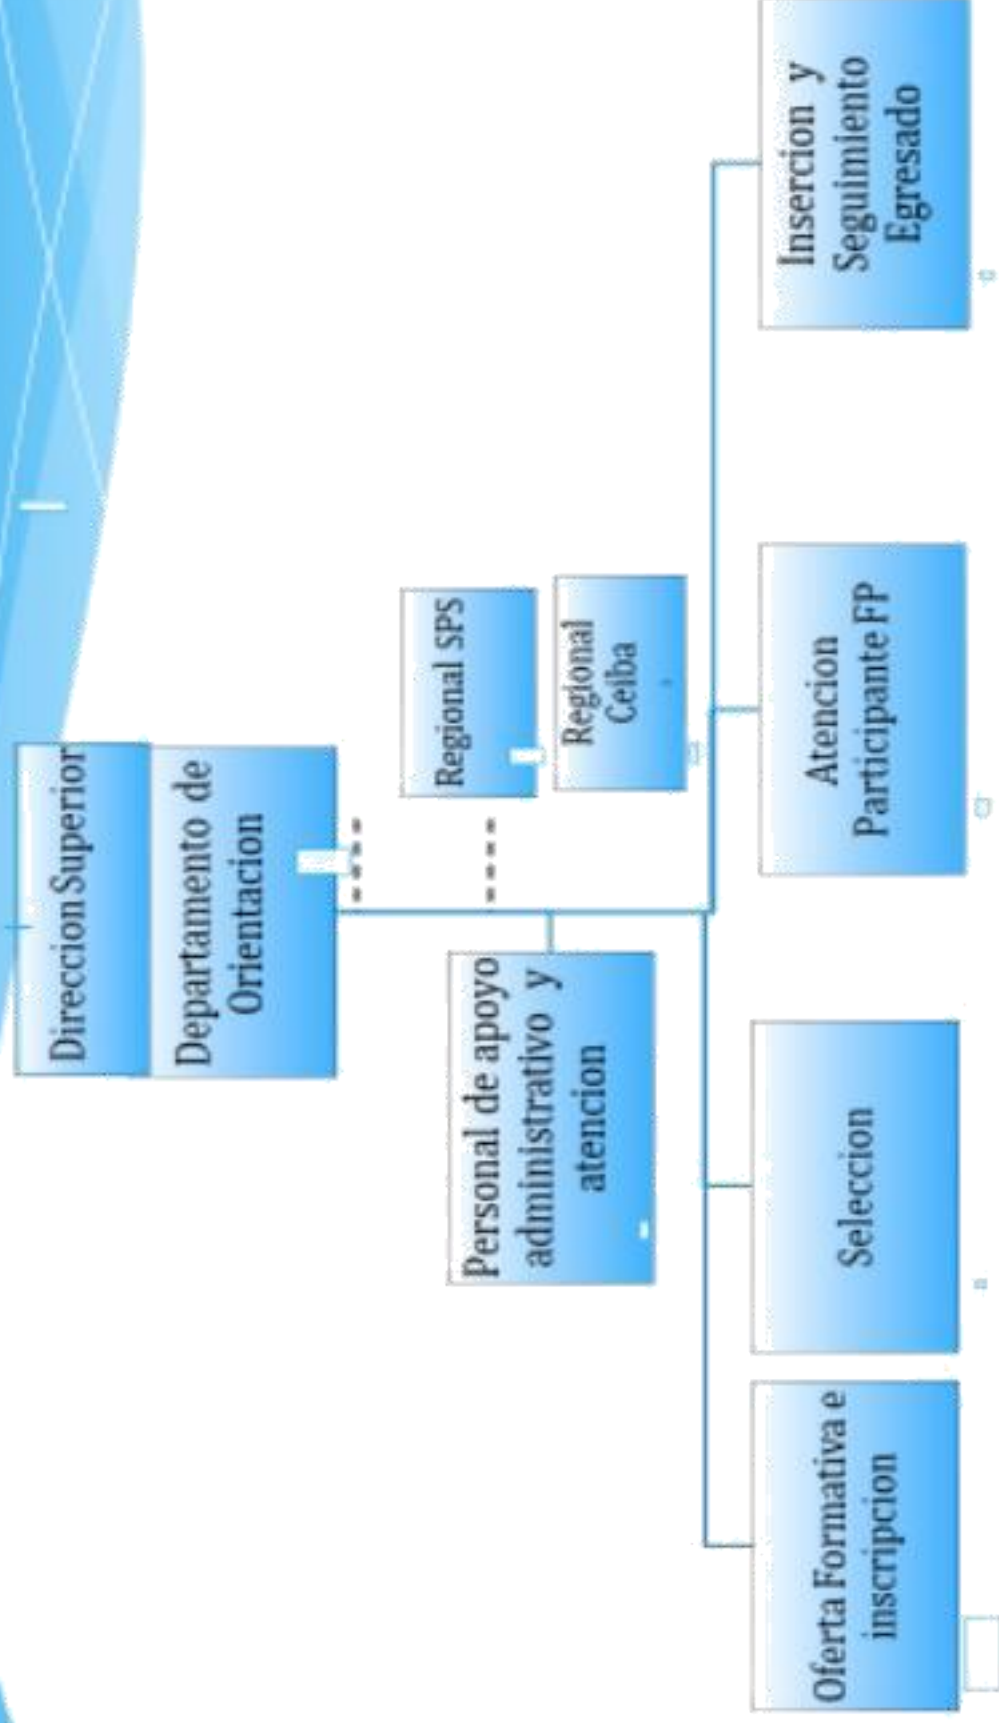 Direccion Superior
Departamento de
Orientacion
Regional SPS
Regional
Ceiba
Personal de apoyo
administrativo y
atencion
Oferta Formativa e
inscripcion
Seleccion
Atencion
Participante FP
Insercion y
Seguimiento
Egresado